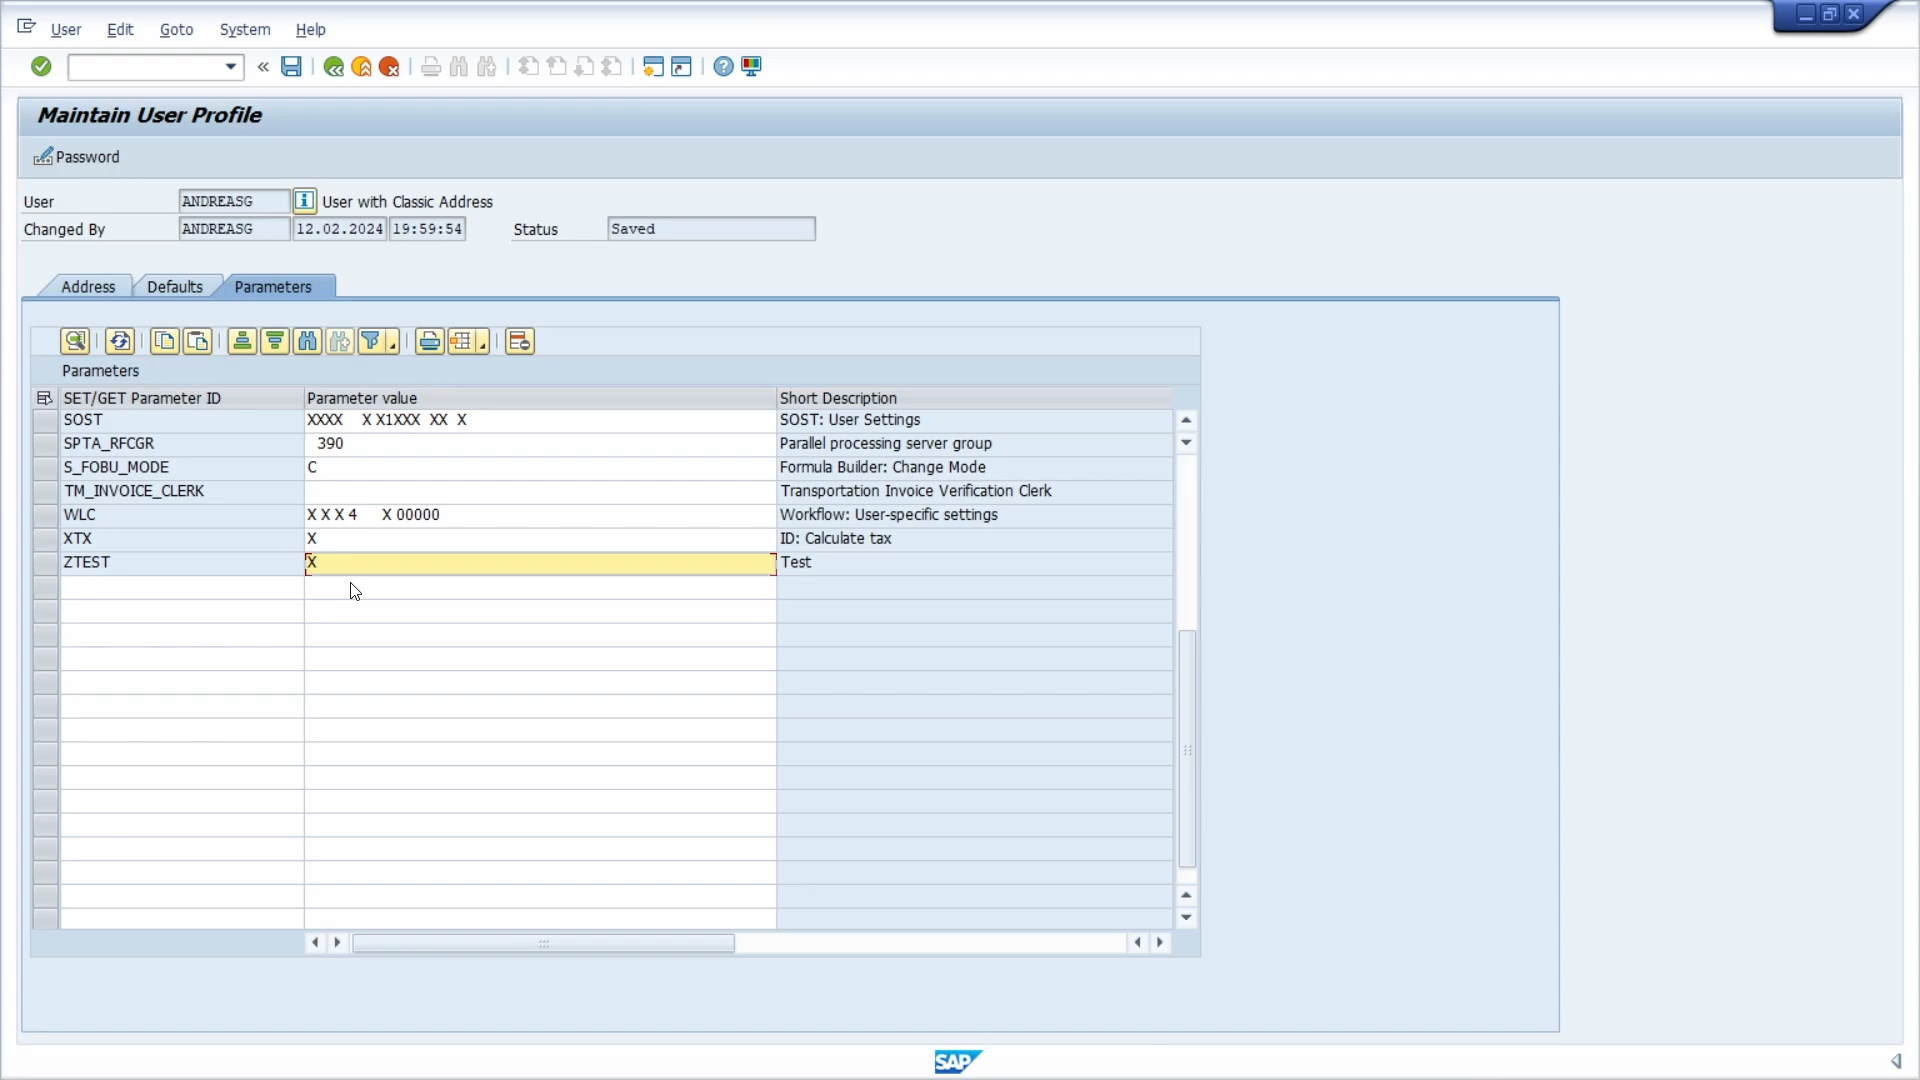 User Edit Goto System Help
Maintain User Profile
Password
User ANDREASG User with Classic Address
Changed By ANDREASG 12.02.2024 19:59:54 Status Saved
Address Defaults Parameters
Parameters
SET/GET Parameter ID Parameter value Short Description
SOST XXXX X X1XXX XX X SOST: User Settings
SPTA_RFCGR 390 Parallel processing server group
S_FOBU_MODE C Formula Builder: Change Mode
TM_INVOICE_CLERK Transportation Invoice Verification Clerk
WLC X X X 4 X 00000 Workflow: User-specific settings
XTX X ID: Calculate tax
ZTEST X Test
SAP